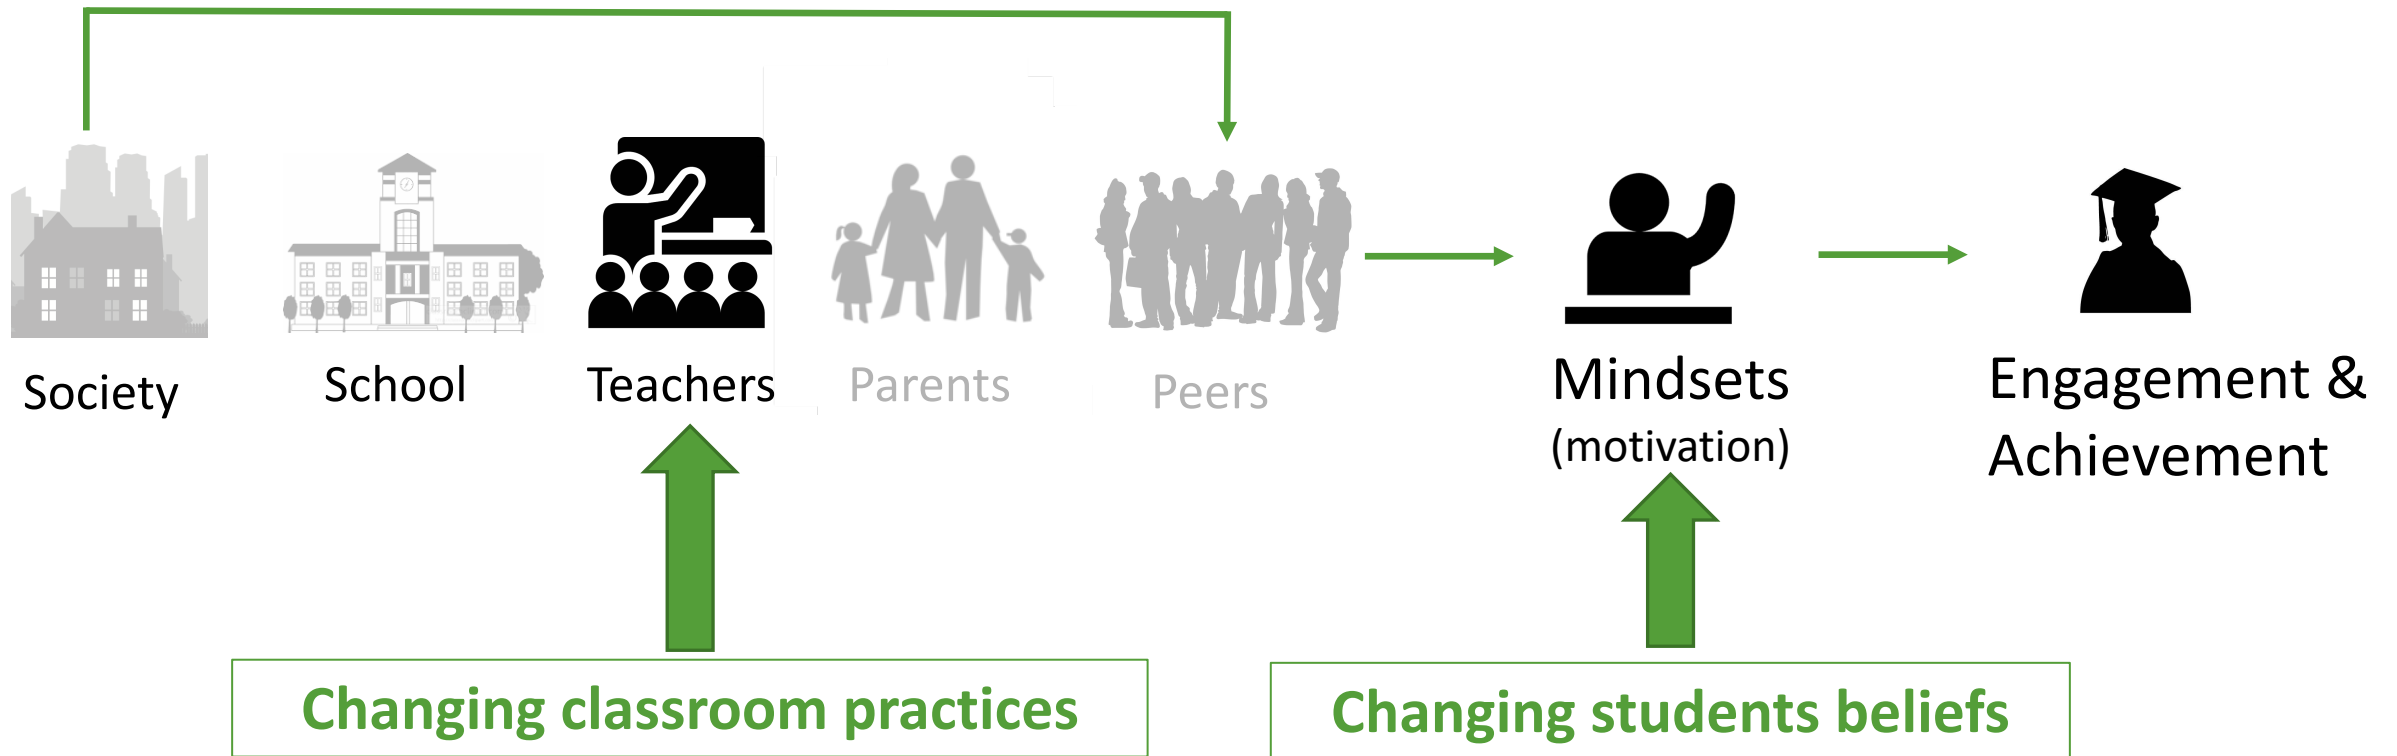 Society
School
Teachers
Parents
Peers
Mindsets
(motivation)
Engagement &
Achievement
Changing classroom practices
Changing students beliefs